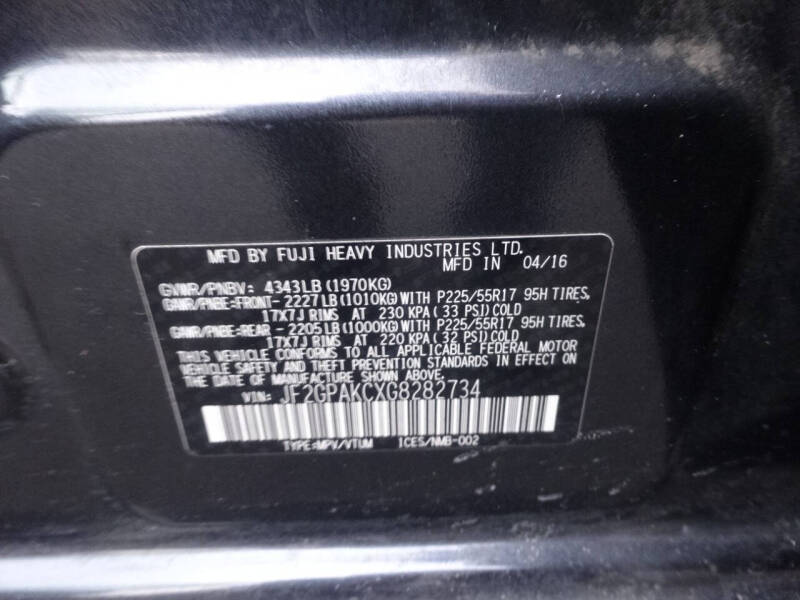 MFD BY FUJI HEAVY INDUSTRIES LTD.
MFD IN 04/16
GVWR/PNBV: 4343LB (1970KG)
GAWR/PNBE=FRONT-2227LB (1010KG) WITH P225/55R17 95H TIRES,
17X7J RIMS AT 230 KPA (33 PSI) COLD
GAWR/PNBE=REAR -2205LB (1000KG) WITH P225/55R17 95H TIRES,
17X7J RIMS AT 220 KPA (32 PSI) COLD
THIS VEHICLE CONFORMS TO ALL APPLICABLE FEDERAL MOTOR
VEHICLE SAFETY AND THEFT PREVENTION STANDARDS IN EFFECT ON
THE DATE OF MANUFACTURE SHOWN ABOVE.
VIN: JF2GPAKCXG8282734
TYPE=MPV/VTUM ICES/NMB-002